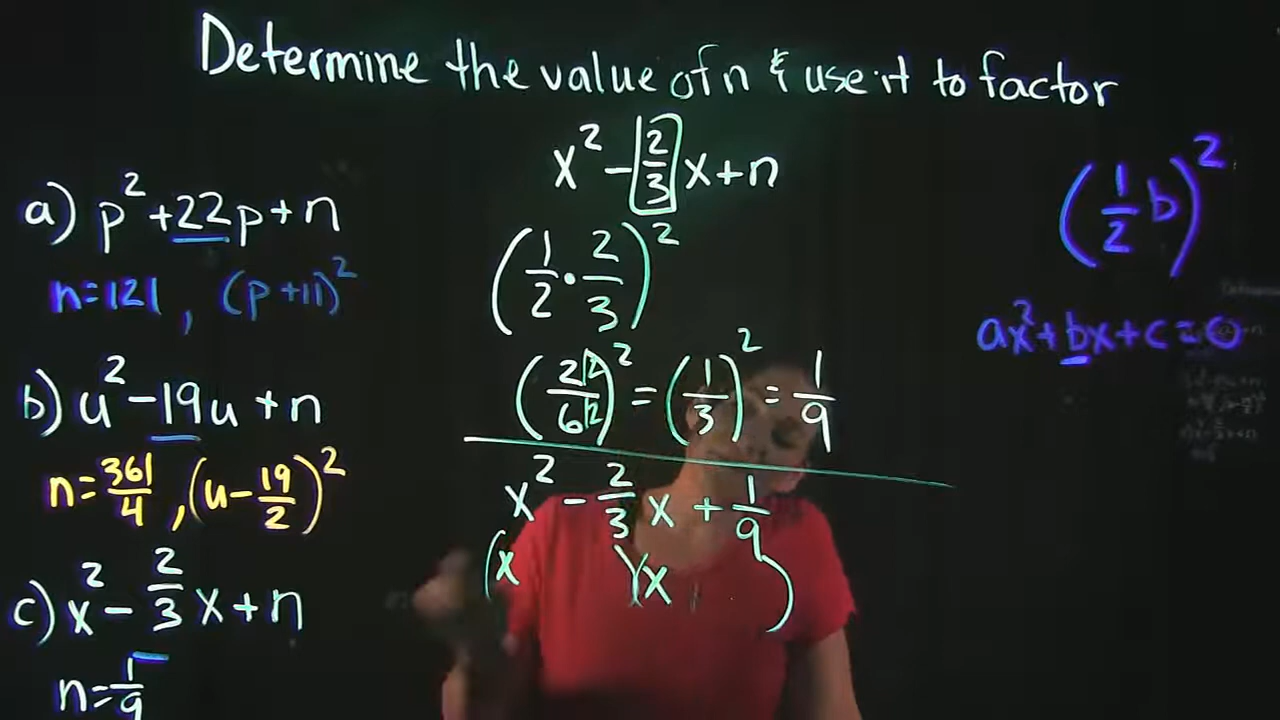 Determine the value of n & use it to factor
a) p² + 22p + n
n = 121, (p + 11)²
b) u² - 19u + n
n = 361/4, (u - 19/2)²
c) x² - 2/3 x + n
n = 1/9
x² - 2/3 x + n
(1/2 · 2/3)²
(2÷2/6÷2)² = (1/3)² = 1/9
x² - 2/3 x + 1/9
(x )(x )
(1/2 b)²
ax² + bx + c = 0